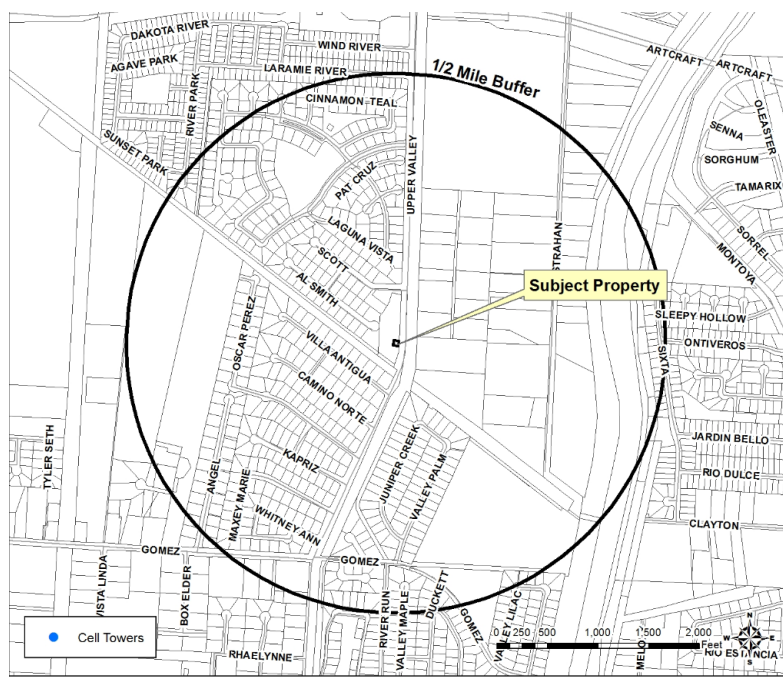 DAKOTA RIVER
WIND RIVER
ARTCRAFT
ARTCRAFT
AGAVE PARK
LARAMIE RIVER
1/2 Mile Buffer
RIVER PARK
CINNAMON TEAL
OLEASTER
SENNA
SUNSET PARK
SORGHUM
PAT CRUZ
UPPER VALLEY
TAMARIX
LAGUNA VISTA
SORREL
STRAHAN
MONTOYA
SCOTT
AL SMITH
Subject Property
SLEEPY HOLLOW
OSCAR PEREZ
VILLA ANTIGUA
ONTIVEROS
SIXTA
CAMINO NORTE
JARDIN BELLO
TYLER SETH
JUNIPER CREEK
KAPRIZ
RIO DULCE
ANGEL
VALLEY PALM
MAXEY MARIE
WHITNEY ANN
CLAYTON
GOMEZ
GOMEZ
VISTA LINDA
BOX ELDER
RIVER RUN
VALLEY MAPLE
DUCKETT
GOMEZ
VALLEY LILAC
Cell Towers
0 250 500 1,000 1,500 2,000
Feet
N
W E
S
RHAELYNNE
RIO ESTANCIA